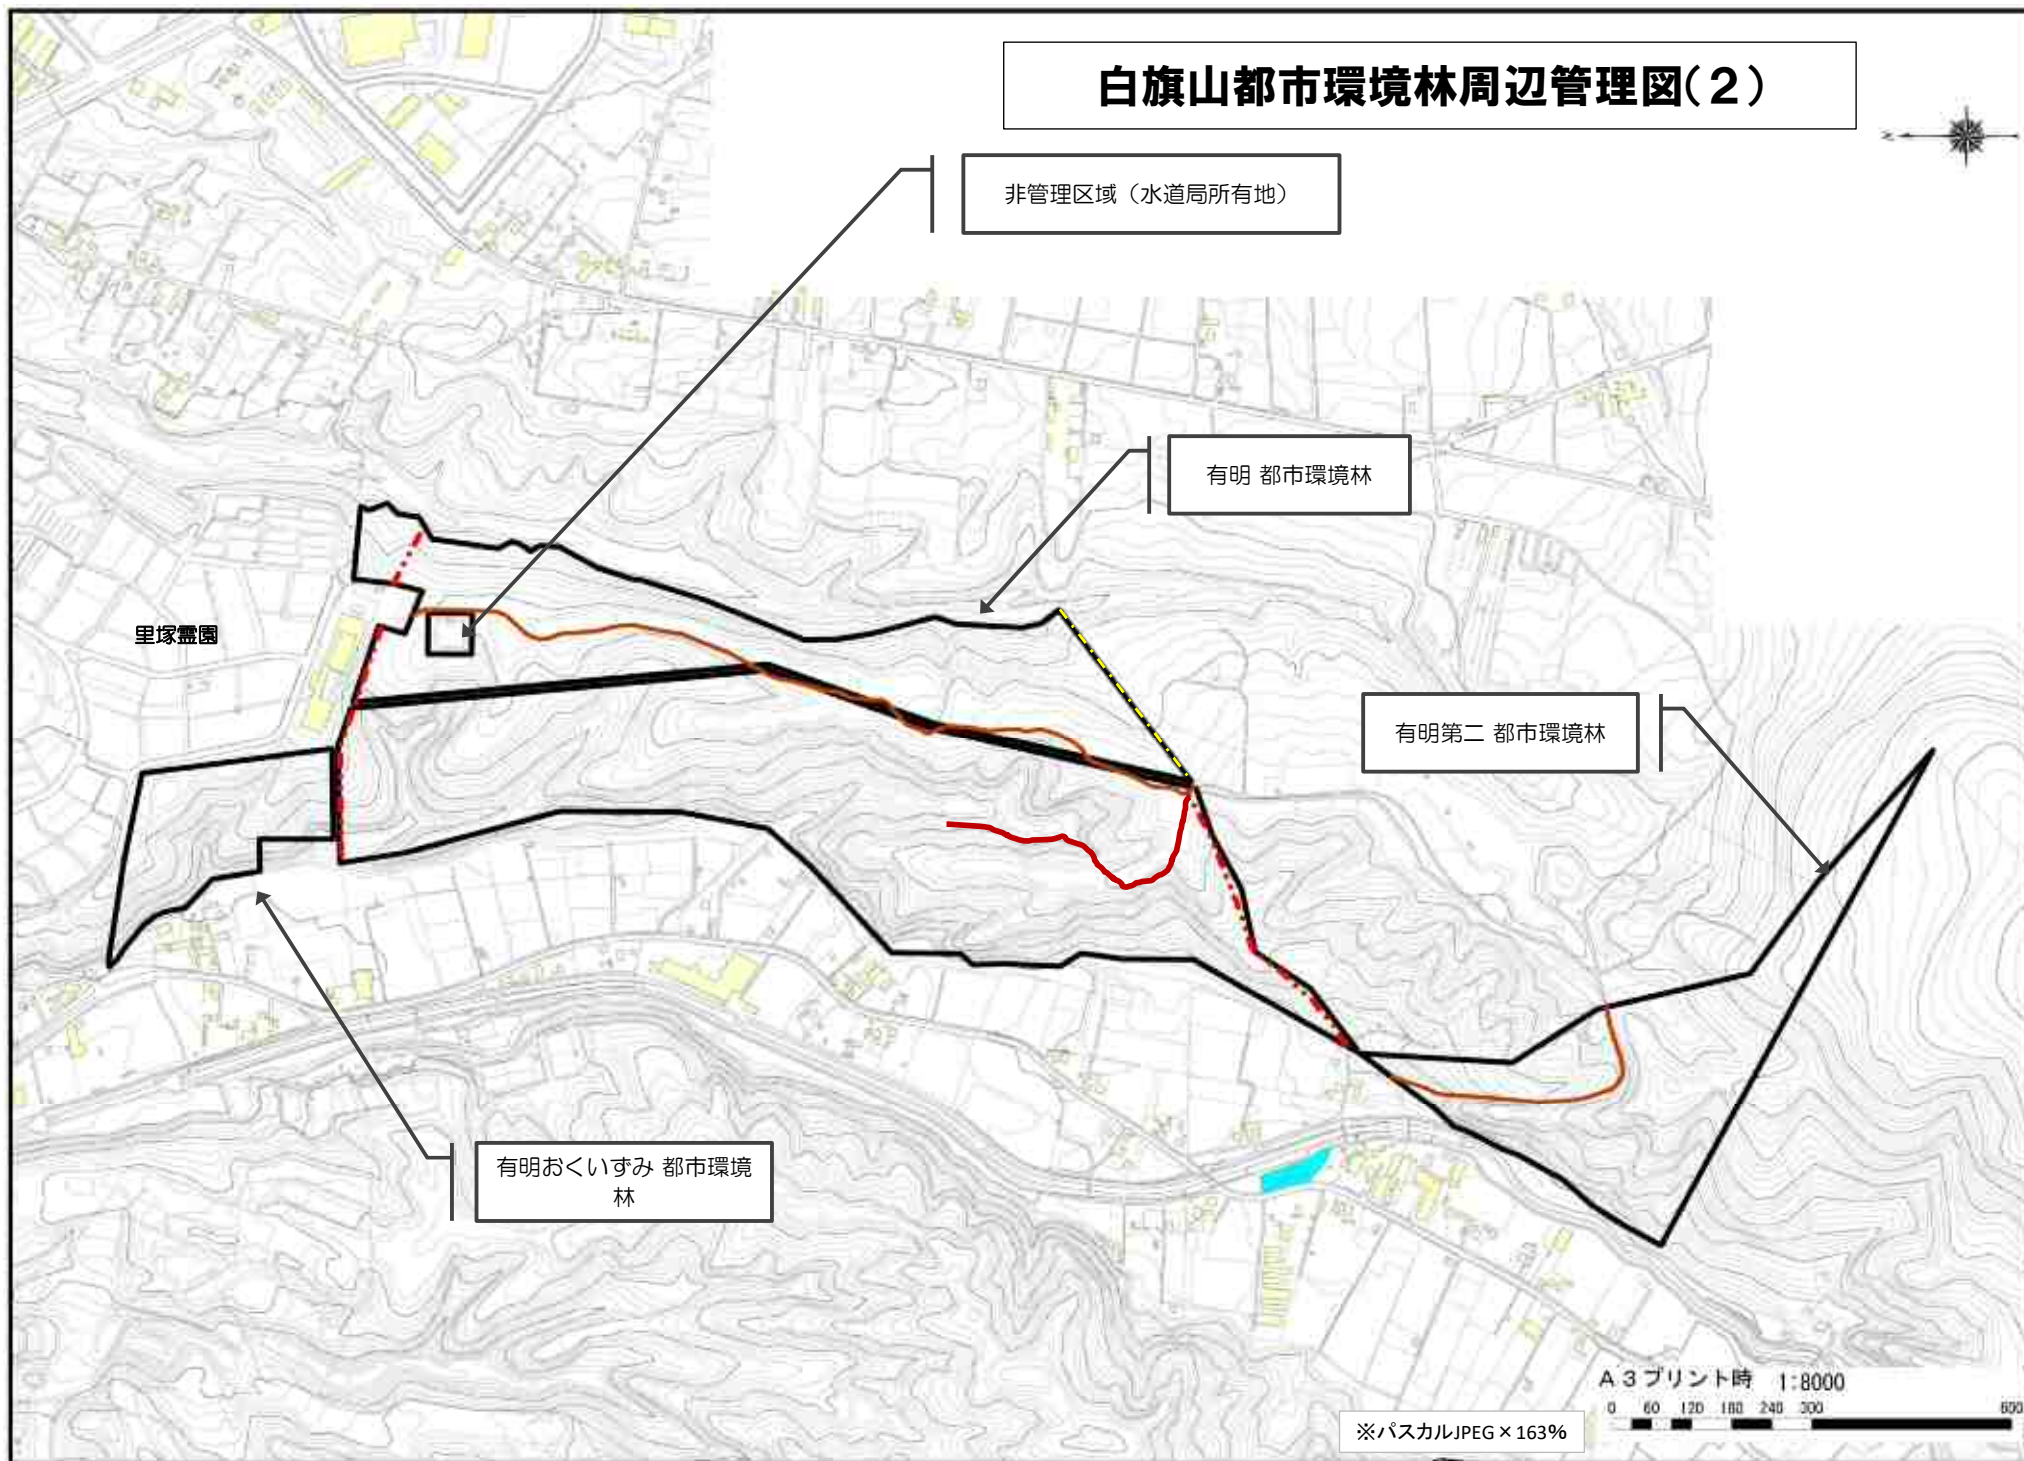 白旗山都市環境林周辺管理図(２)
非管理区域（水道局所有地）
有明 都市環境林
里塚霊園
有明第二 都市環境林
有明おくいずみ 都市環境
林
A３プリント時 1:8000
0 60 120 180 240 300 600
※パスカルJPEG×163%